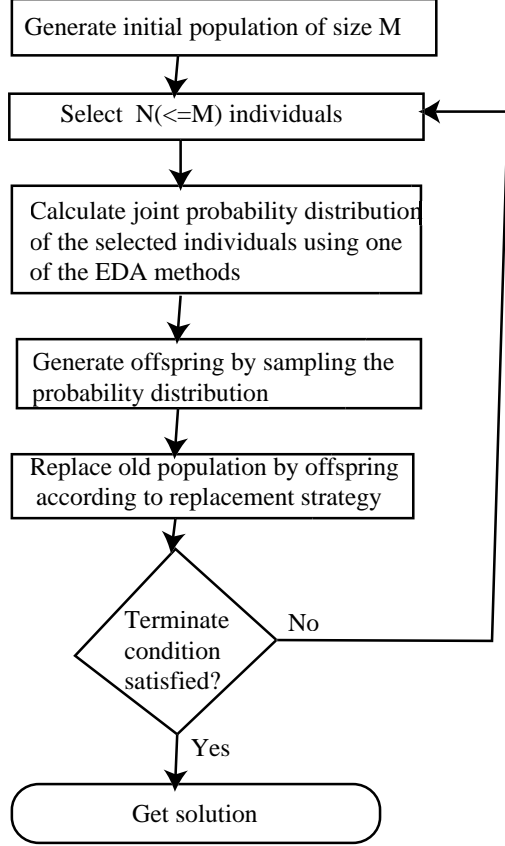 Generate initial population of size M
Select N(<=M) individuals
Calculate joint probability distribution
of the selected individuals using one
of the EDA methods
Generate offspring by sampling the
probability distribution
Replace old population by offspring
according to replacement strategy
Terminate
condition
satisfied?
No
Yes
Get solution